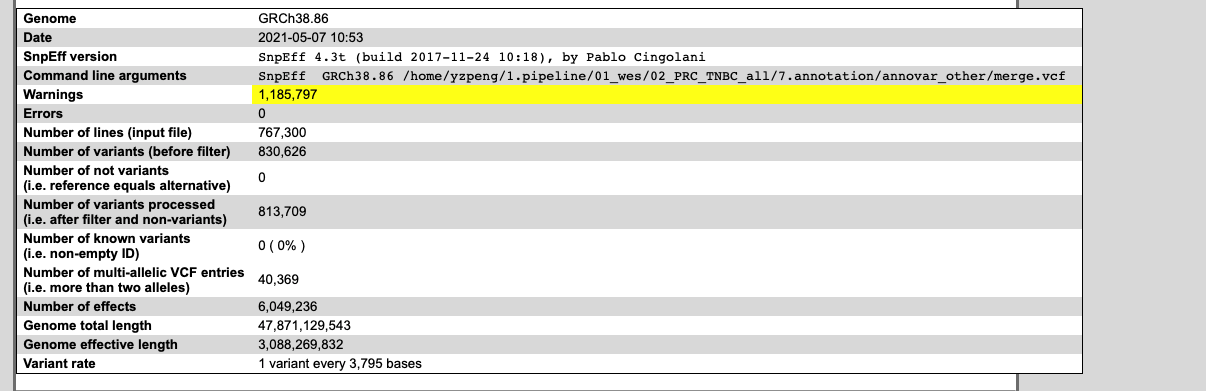 Genome GRCh38.86
Date 2021-05-07 10:53
SnpEff version SnpEff 4.3t (build 2017-11-24 10:18), by Pablo Cingolani
Command line arguments SnpEff  GRCh38.86 /home/yzpeng/1.pipeline/01_wes/02_PRC_TNBC_all/7.annotation/annovar_other/merge.vcf
Warnings 1,185,797
Errors 0
Number of lines (input file) 767,300
Number of variants (before filter) 830,626
Number of not variants
(i.e. reference equals alternative) 0
Number of variants processed
(i.e. after filter and non-variants) 813,709
Number of known variants
(i.e. non-empty ID) 0 ( 0% )
Number of multi-allelic VCF entries
(i.e. more than two alleles) 40,369
Number of effects 6,049,236
Genome total length 47,871,129,543
Genome effective length 3,088,269,832
Variant rate 1 variant every 3,795 bases